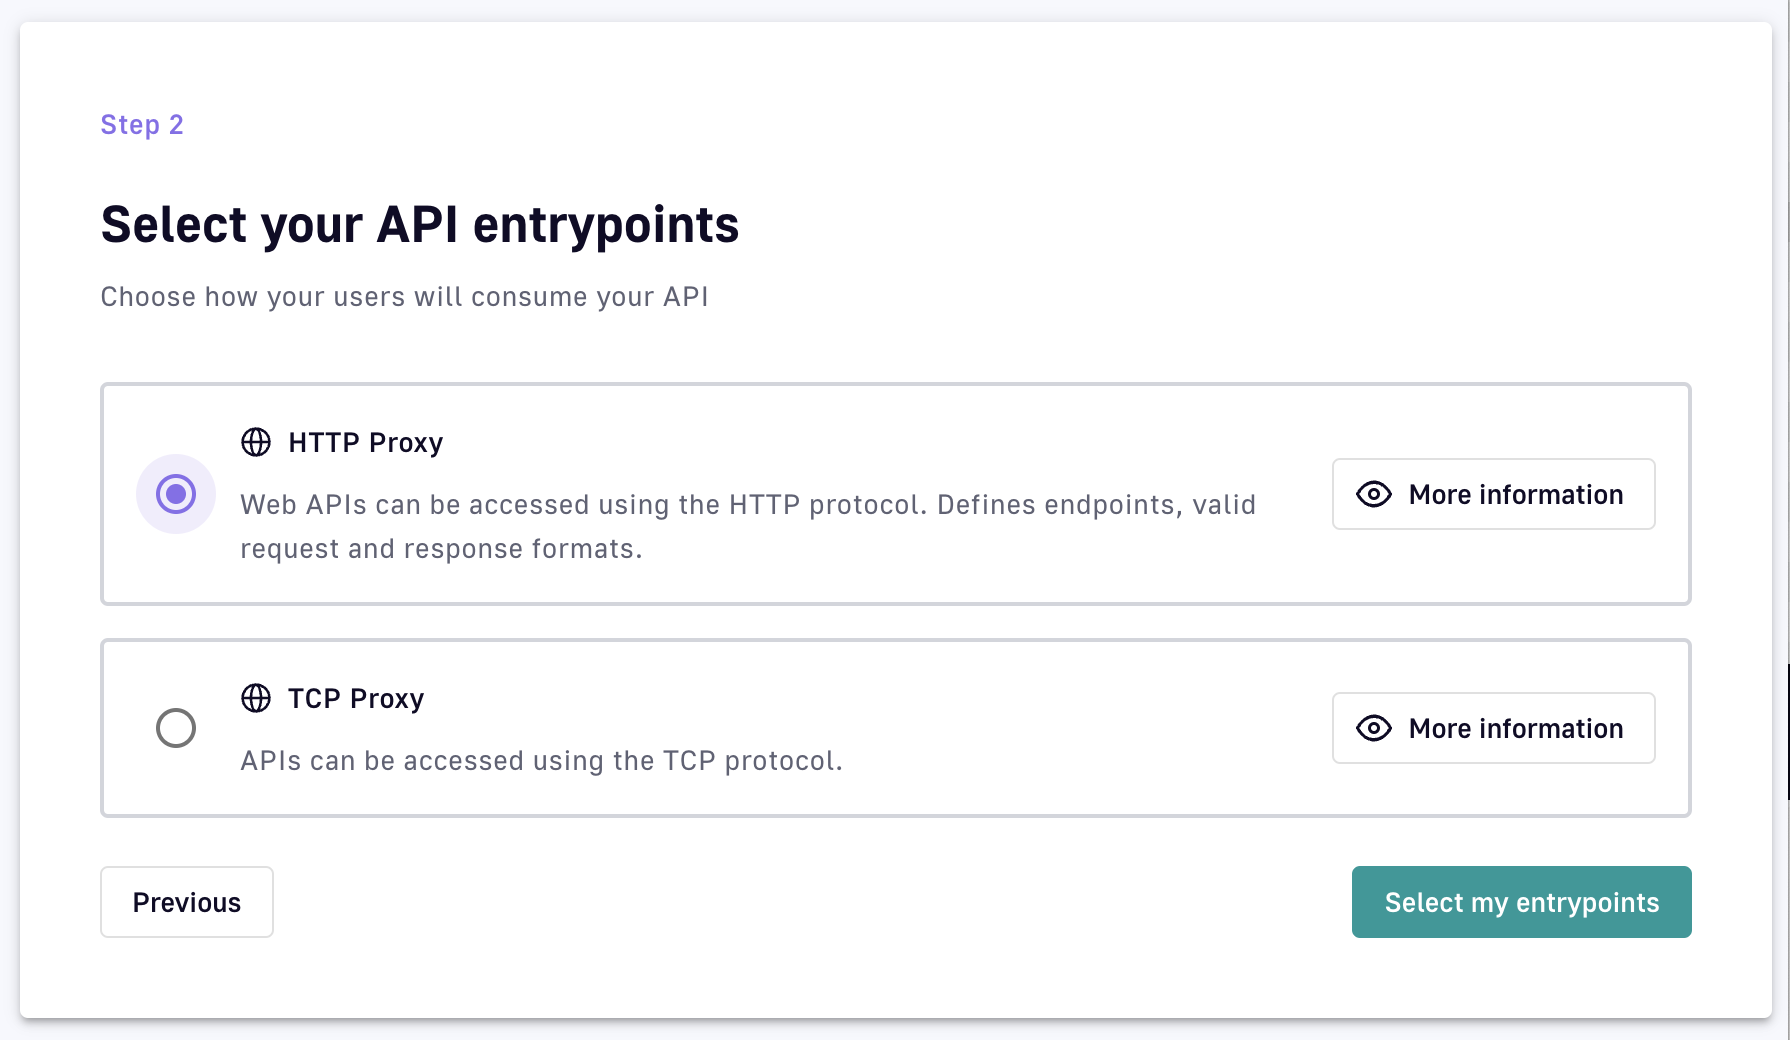 Step 2
Select your API entrypoints
Choose how your users will consume your API
HTTP Proxy
Web APIs can be accessed using the HTTP protocol. Defines endpoints, valid
request and response formats.
More information
TCP Proxy
APIs can be accessed using the TCP protocol.
More information
Previous
Select my entrypoints